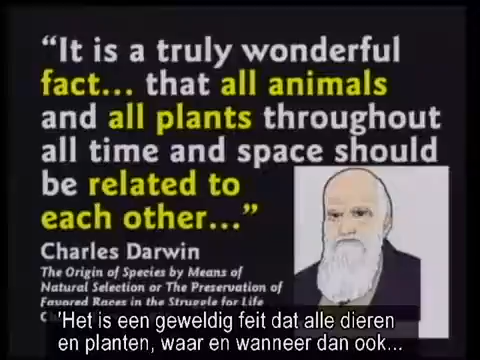 “It is a truly wonderful
fact... that all animals
and all plants throughout
all time and space should
be related to
each other...”
Charles Darwin
The Origin of Species by Means of
Natural Selection or The Preservation of
Favored Races in the Struggle for Life
'Het is een geweldig feit dat alle dieren
en planten, waar en wanneer dan ook...